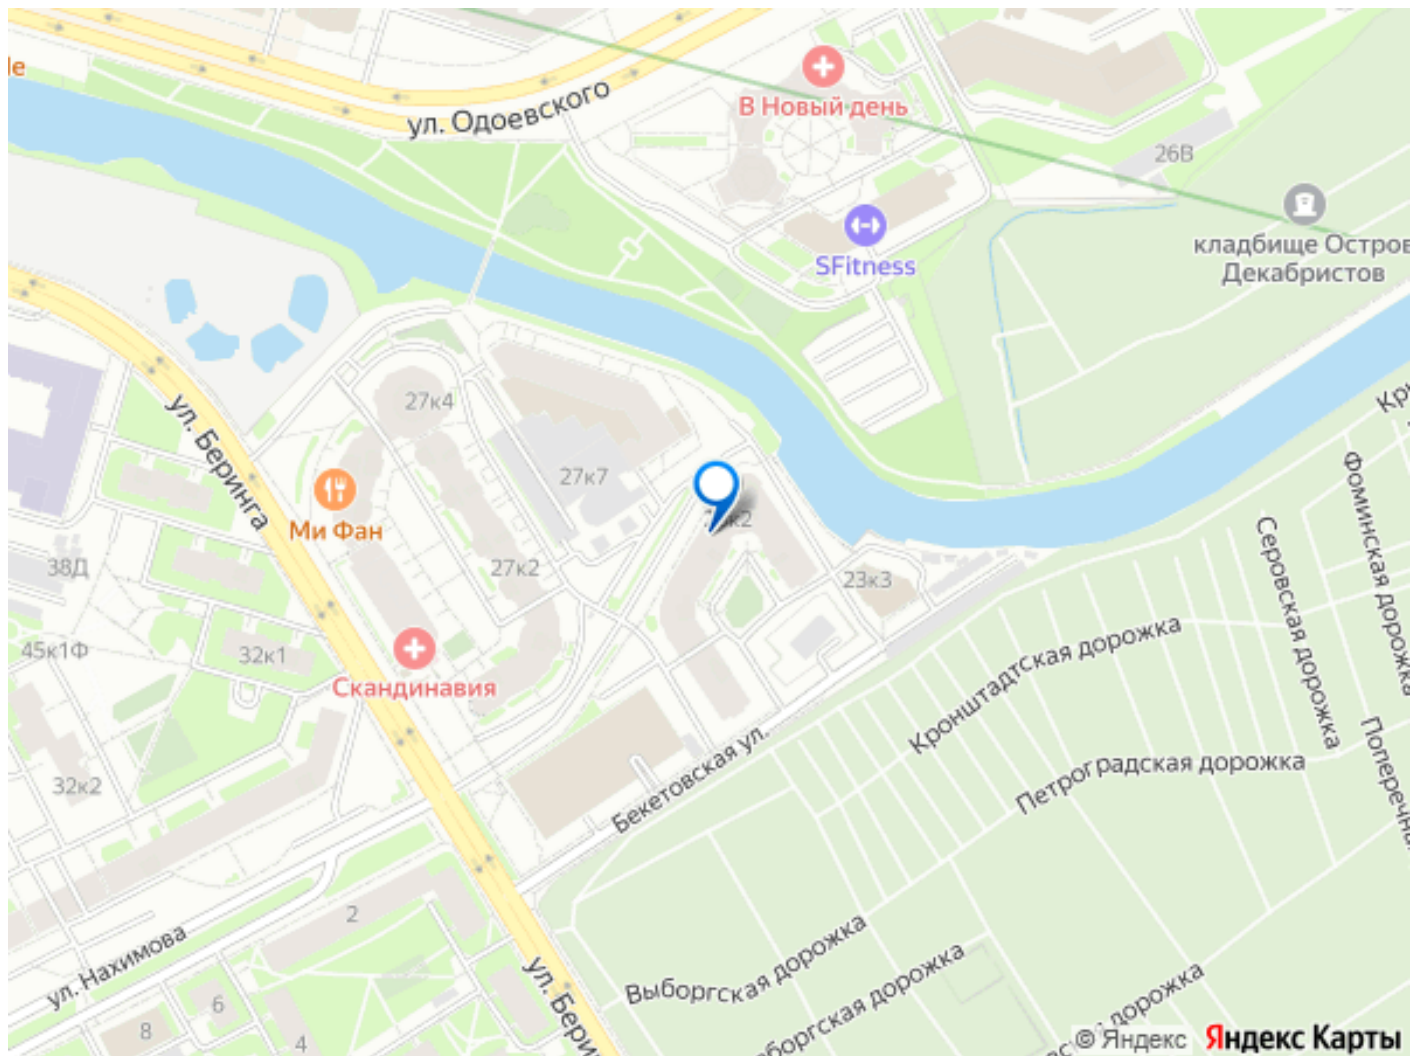 le
ул. Одоевского
В Новый день
26В
кладбище Остров
Декабристов
SFitness
27к4
ул. Беринга
27к7
Ми Фан
38Д
27к2
23к3
45к1Ф
32к1
Скандинавия
Серовская дорожка
Фоминская дорожка
Кронштадтская дорожка
Петроградская дорожка
32к2
Бекетовская ул.
2
ул. Нахимова
Выборгская дорожка
6
8
4
© Яндекс
Яндекс Карты